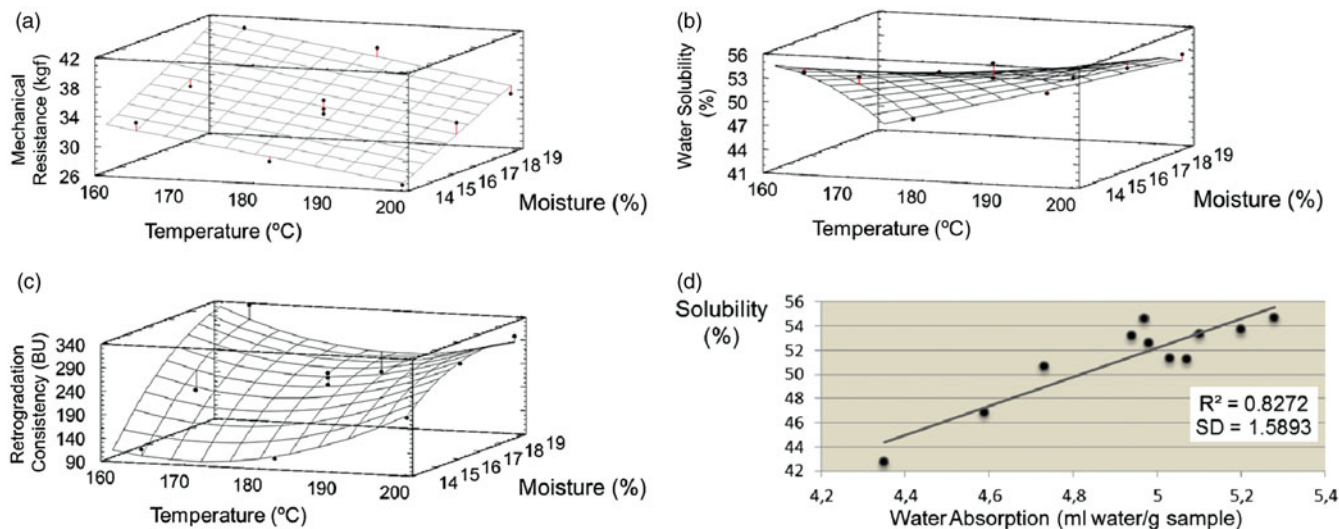 (a)
Mechanical
Resistance (kgf)
42
38
34
30
26
160
170
180
190
200
14 15 16 17 18 19
Temperature (ºC)
Moisture (%)
(b)
Water Solubility
(%)
56
53
50
47
44
41
160
170
180
190
200
14 15 16 17 18 19
Temperature (ºC)
Moisture (%)
(c)
Retrogradation
Consistency (BU)
340
290
240
190
140
90
160
170
180
190
200
14 15 16 17 18 19
Temperature (ºC)
Moisture (%)
(d)
Solubility
(%)
56
54
52
50
48
46
44
42
R² = 0.8272
SD = 1.5893
4,2 4,4 4,6 4,8 5 5,2 5,4
Water Absorption (ml water/g sample)